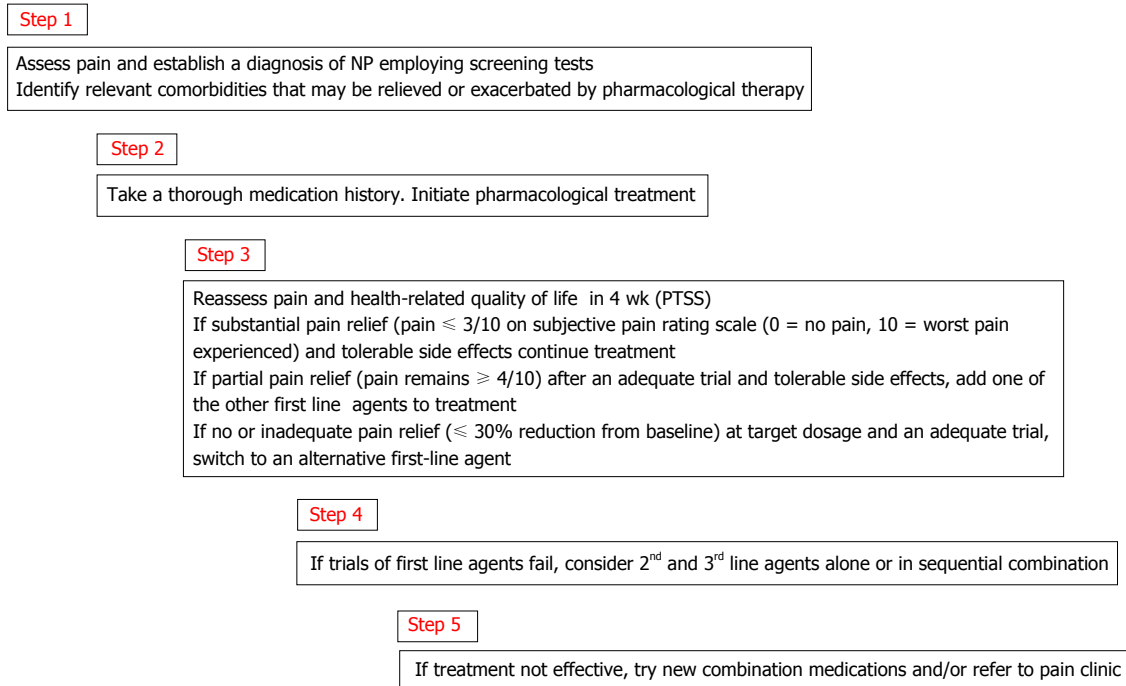 Step 1
Assess pain and establish a diagnosis of NP employing screening tests
Identify relevant comorbidities that may be relieved or exacerbated by pharmacological therapy
Step 2
Take a thorough medication history. Initiate pharmacological treatment
Step 3
Reassess pain and health-related quality of life in 4 wk (PTSS)
If substantial pain relief (pain ≤ 3/10 on subjective pain rating scale (0 = no pain, 10 = worst pain
experienced) and tolerable side effects continue treatment
If partial pain relief (pain remains ≥ 4/10) after an adequate trial and tolerable side effects, add one of
the other first line agents to treatment
If no or inadequate pain relief (≤ 30% reduction from baseline) at target dosage and an adequate trial,
switch to an alternative first-line agent
Step 4
If trials of first line agents fail, consider 2nd and 3rd line agents alone or in sequential combination
Step 5
If treatment not effective, try new combination medications and/or refer to pain clinic